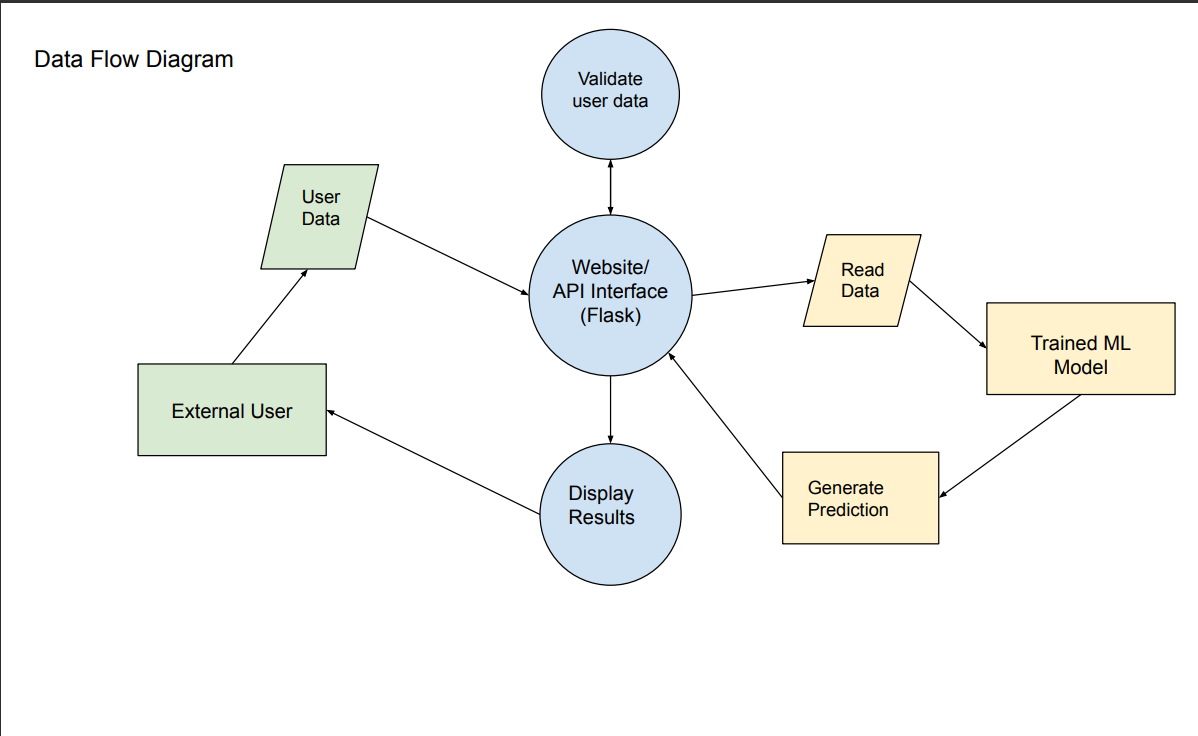 Data Flow Diagram
Validate
user data
User
Data
Website/
API Interface
(Flask)
Read
Data
Trained ML
Model
External User
Display
Results
Generate
Prediction